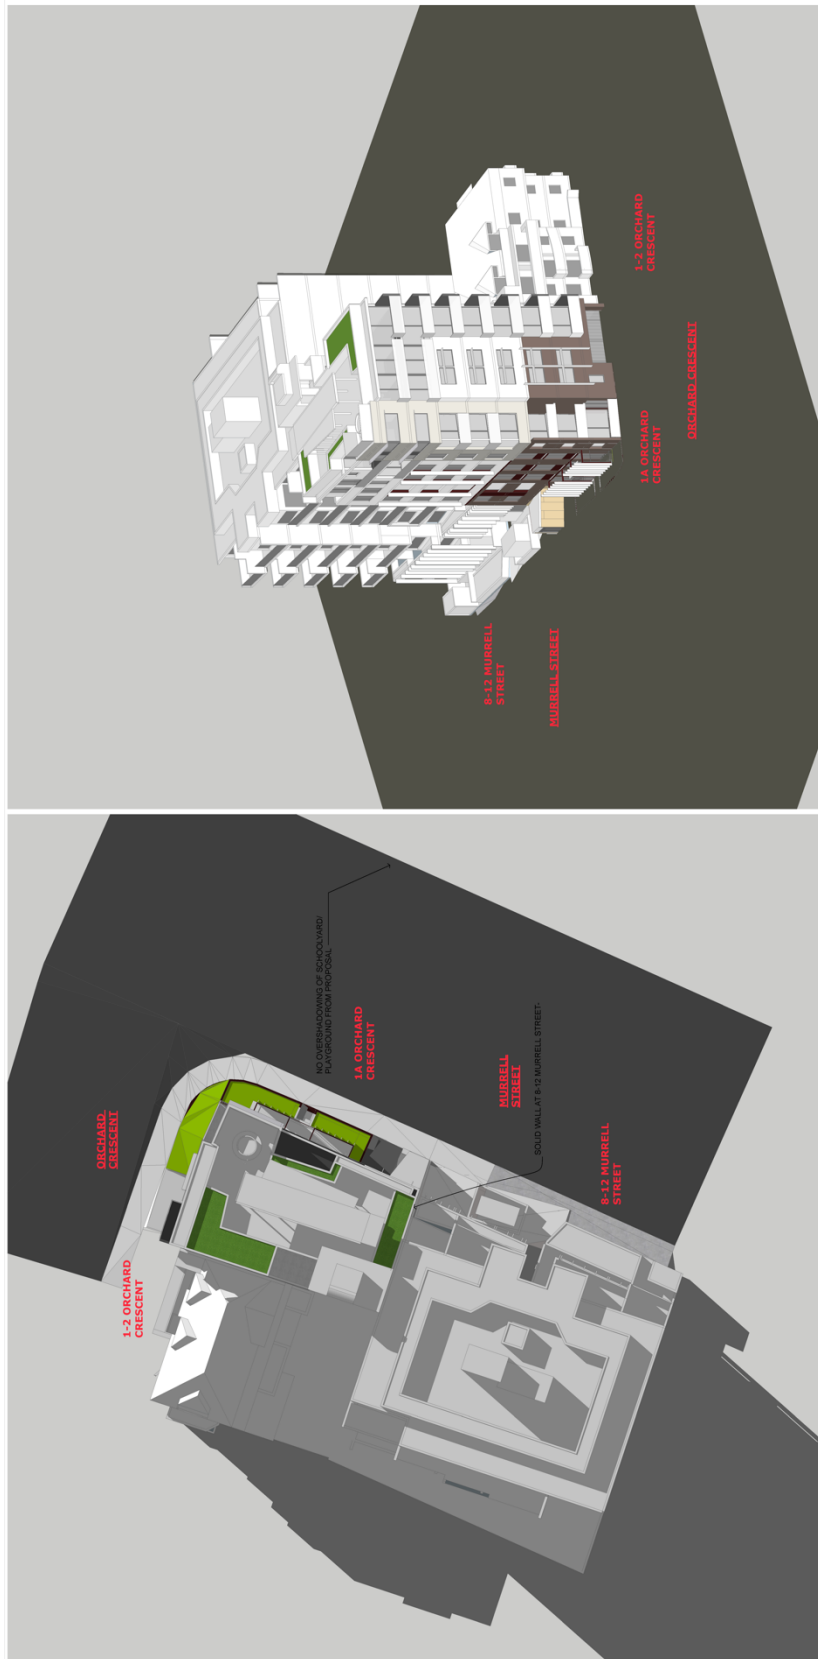 1-2 ORCHARD
CRESCENT
ORCHARD CRESCENT
1A ORCHARD
CRESCENT
8-12 MURRELL
STREET
MURRELL STREET
NO OVERSHADOWING OF SCHOOLYARD/
PLAYGROUND FROM PROPOSAL
1A ORCHARD
CRESCENT
ORCHARD
CRESCENT
MURRELL
STREET
SOLID WALL AT 8-12 MURRELL STREET
8-12 MURRELL
STREET
1-2 ORCHARD
CRESCENT